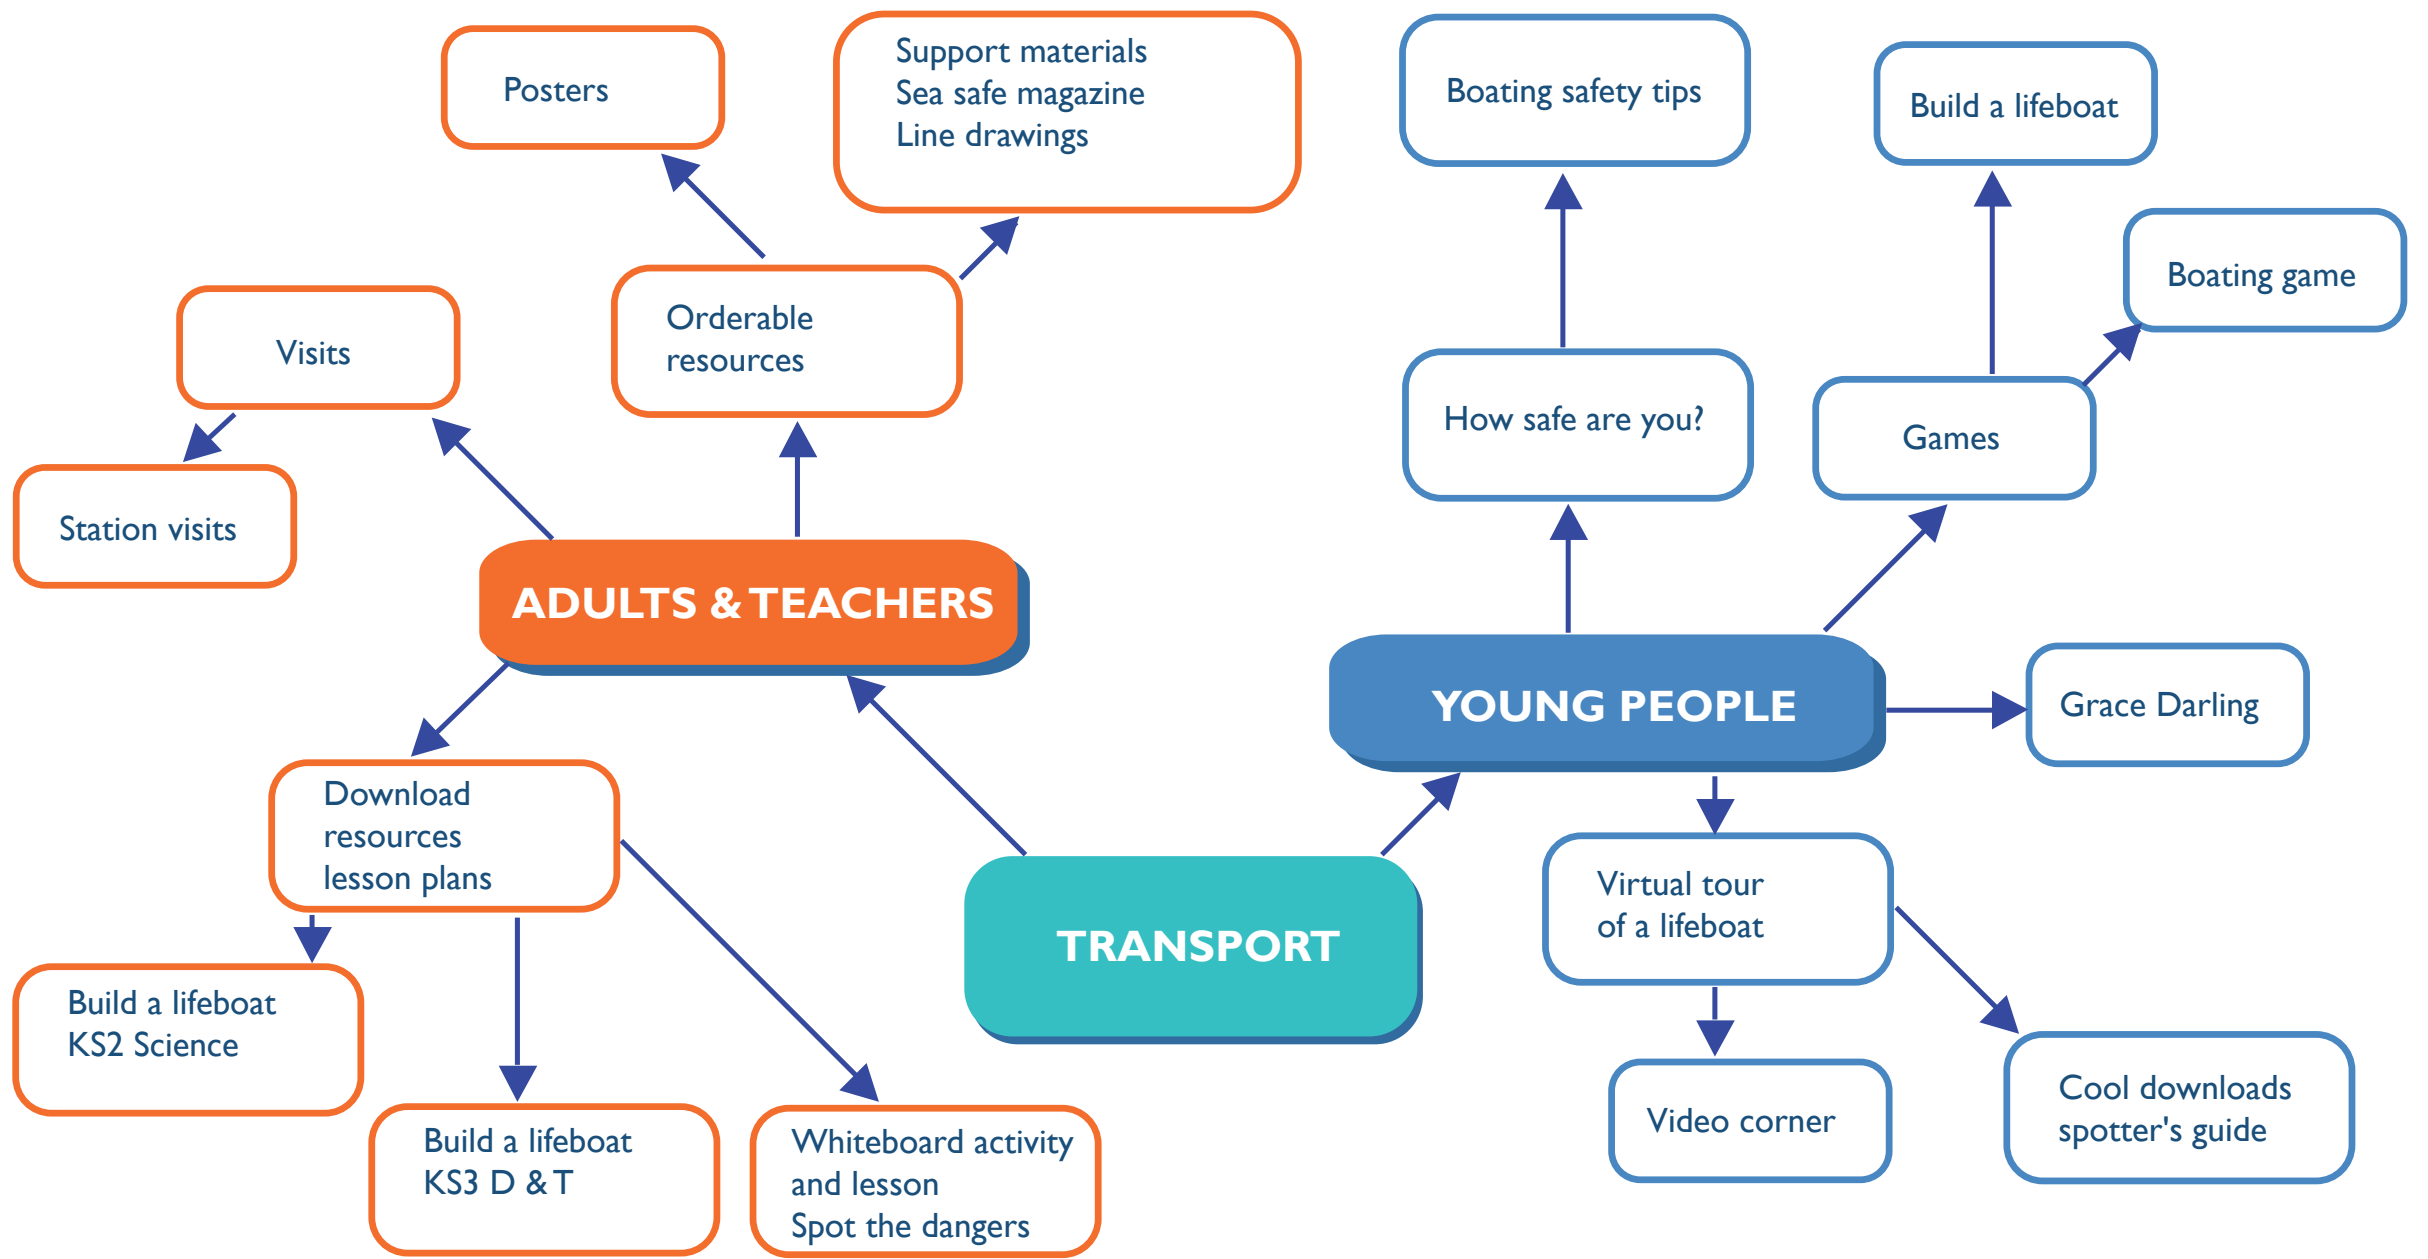 Posters
Support materials
Sea safe magazine
Line drawings
Boating safety tips
Build a lifeboat
Boating game
Visits
Orderable
resources
How safe are you?
Games
Station visits
ADULTS & TEACHERS
YOUNG PEOPLE
Grace Darling
Download
resources
lesson plans
TRANSPORT
Virtual tour
of a lifeboat
Build a lifeboat
KS2 Science
Build a lifeboat
KS3 D & T
Whiteboard activity
and lesson
Spot the dangers
Video corner
Cool downloads
spotter's guide